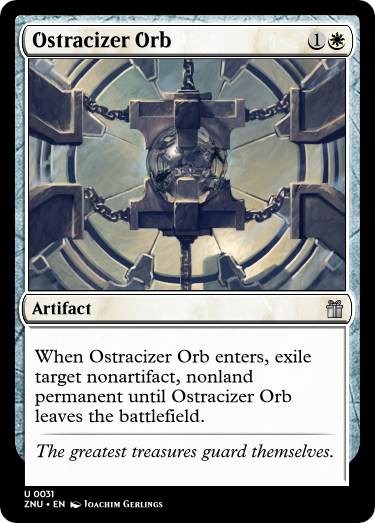 Ostracizer Orb 1
Artifact
When Ostracizer Orb enters, exile
target nonartifact, nonland
permanent until Ostracizer Orb
leaves the battlefield.
The greatest treasures guard themselves.
U 0031
ZNU • EN Joachim Gerlings